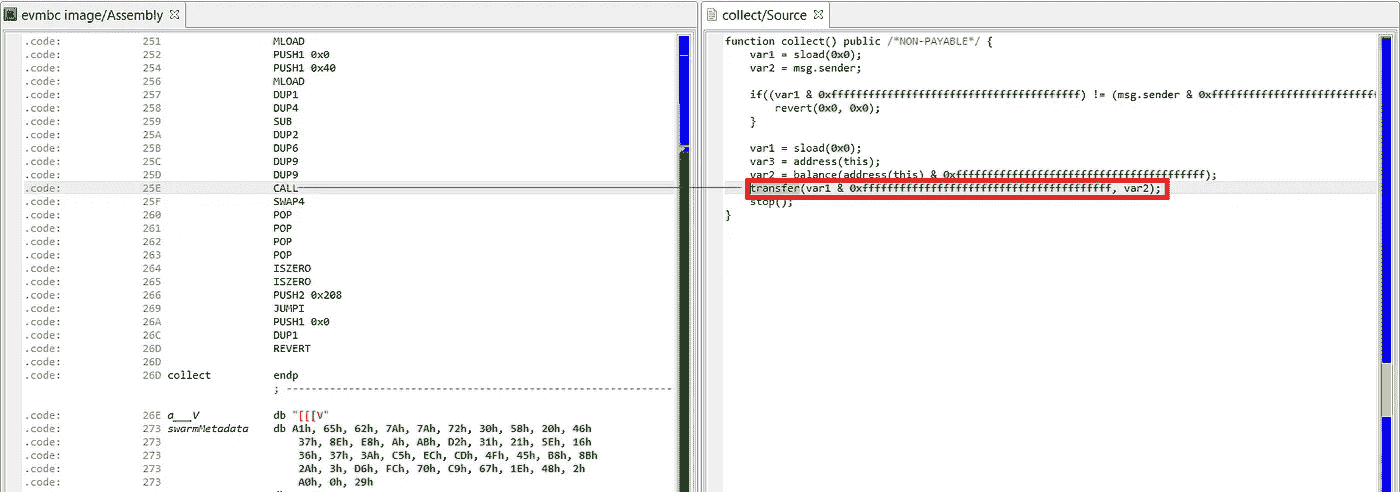 evmbc image/Assembly
.code: 251 MLOAD
.code: 252 PUSH1 0x0
.code: 254 PUSH1 0x40
.code: 256 MLOAD
.code: 257 DUP1
.code: 258 DUP4
.code: 259 SUB
.code: 25A DUP2
.code: 25B DUP6
.code: 25C DUP9
.code: 25D DUP9
.code: 25E CALL
.code: 25F SWAP4
.code: 260 POP
.code: 261 POP
.code: 262 POP
.code: 263 POP
.code: 264 ISZERO
.code: 265 ISZERO
.code: 266 PUSH2 0x208
.code: 269 JUMPI
.code: 26A PUSH1 0x0
.code: 26C DUP1
.code: 26D REVERT
.code: 26D
.code: 26D collect endp
; ----------------------------------------------------------------
.code: 26E a___V db "[[[V"
.code: 273 swarmMetadata db A1h, 65h, 62h, 7Ah, 7Ah, 72h, 30h, 58h, 20h, 46h
.code: 273 37h, 8Eh, E8h, Ah, ABh, D2h, 31h, 21h, 5Eh, 16h
.code: 273 36h, 37h, 3Ah, C5h, ECh, CDh, 4Fh, 45h, B8h, 8Bh
.code: 273 2Ah, 3h, D6h, FCh, 70h, C9h, 67h, 1Eh, 48h, 2h
.code: 273 A0h, 0h, 29h
collect/Source
function collect() public /*NON-PAYABLE*/ {
var1 = sload(0x0);
var2 = msg.sender;
if((var1 & 0xffffffffffffffffffffffffffffffffffffffff) != (msg.sender & 0xffffffffffffffffffffffffff
revert(0x0, 0x0);
}
var1 = sload(0x0);
var3 = address(this);
var2 = balance(address(this) & 0xffffffffffffffffffffffffffffffffffffffff);
transfer(var1 & 0xffffffffffffffffffffffffffffffffffffffff, var2);
stop();
}